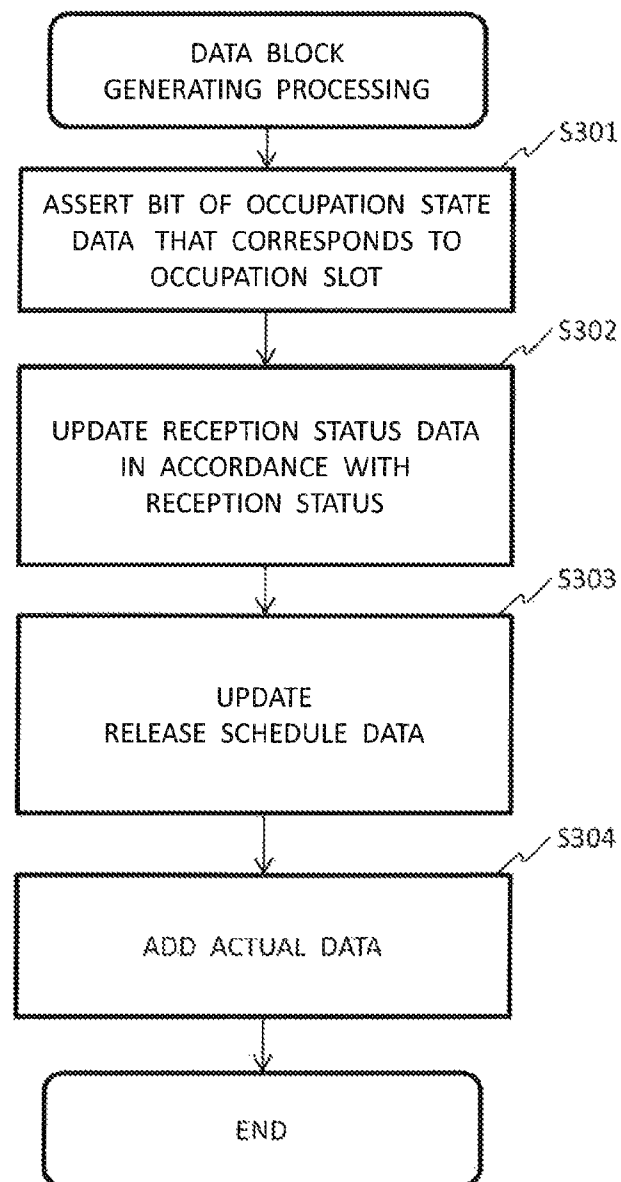 DATA BLOCK
GENERATING PROCESSING
S301
ASSERT BIT OF OCCUPATION STATE
DATA THAT CORRESPONDS TO
OCCUPATION SLOT
S302
UPDATE RECEPTION STATUS DATA
IN ACCORDANCE WITH
RECEPTION STATUS
S303
UPDATE
RELEASE SCHEDULE DATA
S304
ADD ACTUAL DATA
END